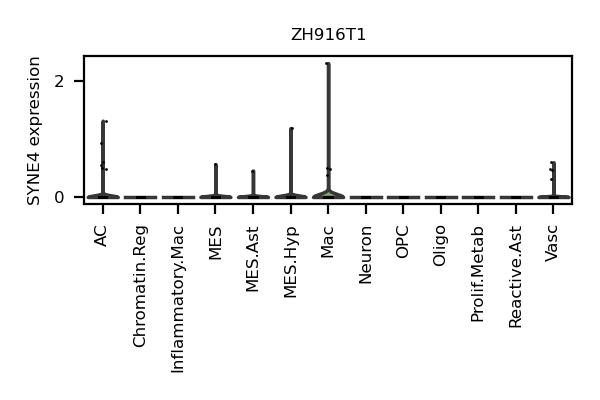 ZH916T1
SYNE4 expression
2
0
AC
Chromatin.Reg
Inflammatory.Mac
MES
MES.Ast
MES.Hyp
Mac
Neuron
OPC
Oligo
Prolif.Metab
Reactive.Ast
Vasc